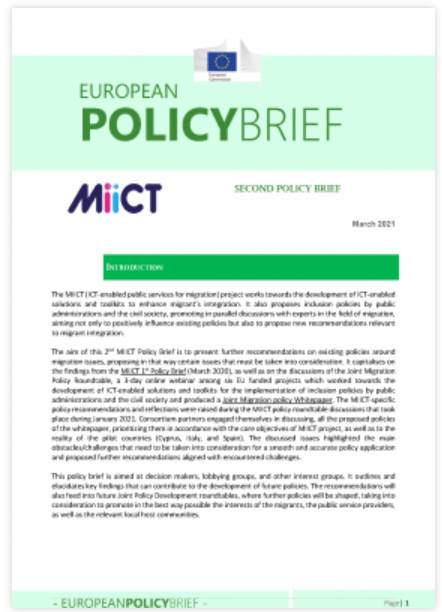 European
Commission
EUROPEAN
POLICYBRIEF
MiiCT
SECOND POLICY BRIEF
March 2021
INTRODUCTION
The MIICT (ICT-enabled public services for migration) project works towards the development of ICT-enabled
solutions and toolkits to enhance migrant's integration. It also proposes inclusion policies by public
administrations and the civil society, promoting in parallel discussions with experts in the field of migration,
aiming not only to positively influence existing policies but also to propose new recommendations relevant
to migrant integration.
The aim of this 2nd MIICT Policy Brief is to present further recommendations on existing policies around
migration issues, proposing in that way certain issues that must be taken into consideration. It capitalises on
the findings from the MIICT 1st Policy Brief (March 2020), as well as on the discussions of the Joint Migration
Policy Roundtable, a 3-day online webinar among six EU funded projects which worked towards the
development of ICT-enabled solutions and toolkits for the implementation of inclusion policies by public
administrations and the civil society and produced a Joint Migration policy Whitepaper. The MIICT-specific
policy recommendations and reflections were raised during the MIICT policy roundtable discussions that took
place during January 2021. Consortium partners engaged themselves in discussing, all the proposed policies
of the whitepaper, prioritising them in accordance with the core objectives of MIICT project, as well as to the
reality of the pilot countries (Cyprus, Italy, and Spain). The discussed issues highlighted the main
obstacles/challenges that need to be taken into consideration for a smooth and accurate policy application
and proposed further recommendations aligned with encountered challenges.
This policy brief is aimed at decision-makers, lobbying groups, and other interest groups. It outlines and
elucidates key findings that can contribute to the development of future policies. The recommendations will
also feed into future Joint Policy Development roundtables, where further policies will be shaped, taking into
consideration to promote in the best way possible the interests of the migrants, the public service providers,
as well as the relevant local host communities.
- EUROPEANPOLICYBRIEF -
Page| 1